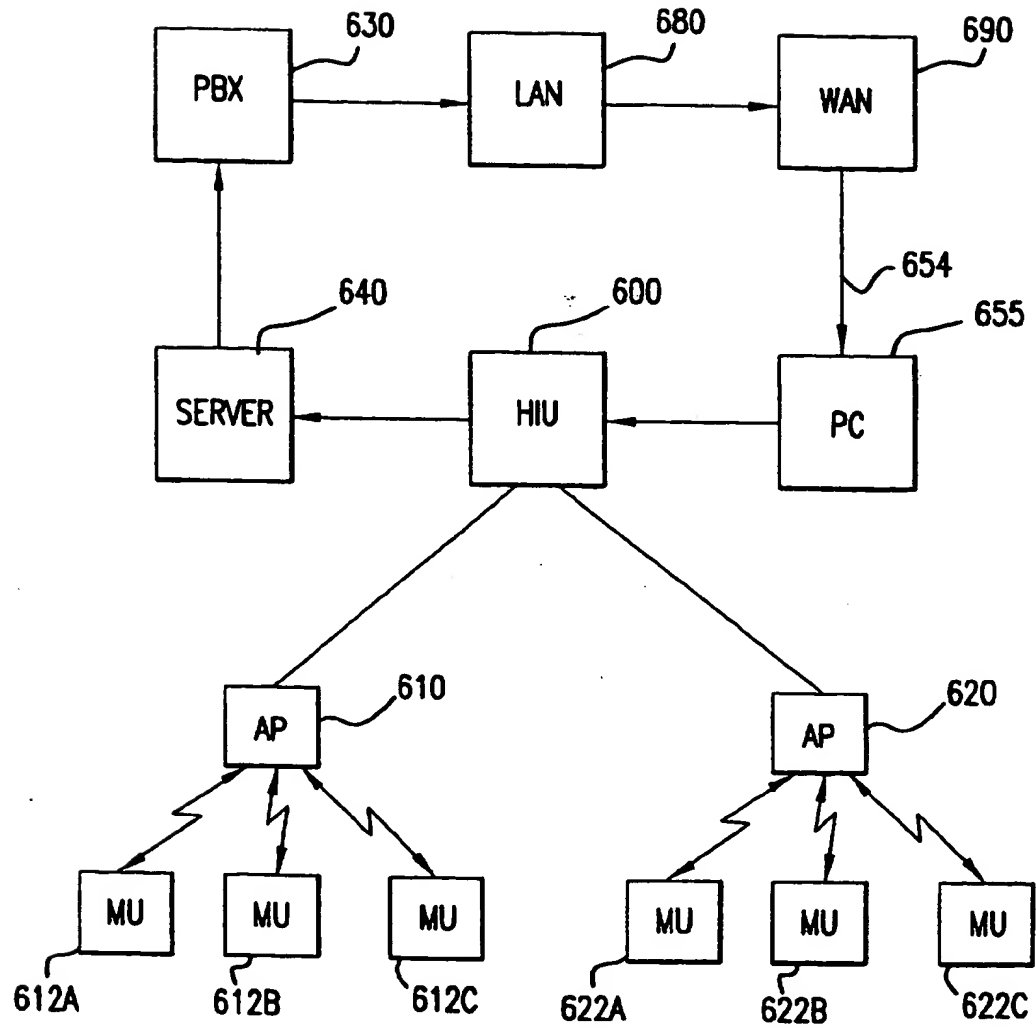 630
680
690
PBX
LAN
WAN
654
640
600
655
SERVER
HIU
PC
610
620
AP
AP
MU
MU
MU
MU
MU
MU
612A
612B
612C
622A
622B
622C